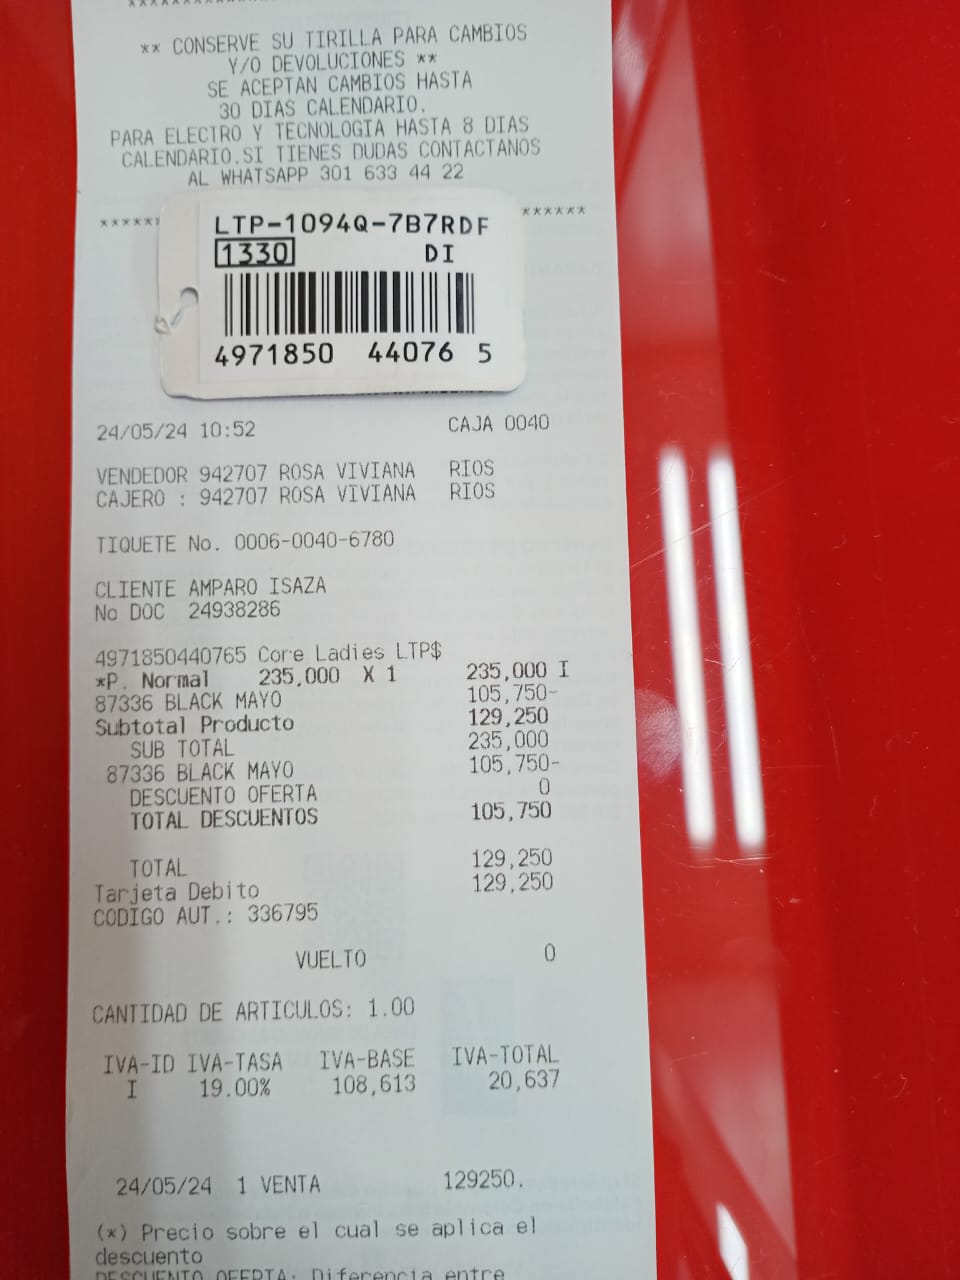 ** CONSERVE SU TIRILLA PARA CAMBIOS
Y/O DEVOLUCIONES **
SE ACEPTAN CAMBIOS HASTA
30 DIAS CALENDARIO.
PARA ELECTRO Y TECNOLOGIA HASTA 8 DIAS
CALENDARIO.SI TIENES DUDAS CONTACTANOS
AL WHATSAPP 301 633 44 22
LTP-1094Q-7B7RDF
1330 DI
4971850 44076 5
24/05/24 10:52 CAJA 0040
VENDEDOR 942707 ROSA VIVIANA RIOS
CAJERO : 942707 ROSA VIVIANA RIOS
TIQUETE No. 0006-0040-6780
CLIENTE AMPARO ISAZA
No DOC 24938286
4971850440765 Core Ladies LTP$
*P. Normal 235,000 X 1 235,000 I
87336 BLACK MAYO 105,750-
Subtotal Producto 129,250
SUB TOTAL 235,000
87336 BLACK MAYO 105,750-
DESCUENTO OFERTA 0
TOTAL DESCUENTOS 105,750
TOTAL 129,250
Tarjeta Debito 129,250
CODIGO AUT.: 336795
VUELTO 0
CANTIDAD DE ARTICULOS: 1.00
IVA-ID IVA-TASA IVA-BASE IVA-TOTAL
I 19.00% 108,613 20,637
24/05/24 1 VENTA 129250.
(*) Precio sobre el cual se aplica el
descuento
DESCUENTO OFERTA: Diferencia entre